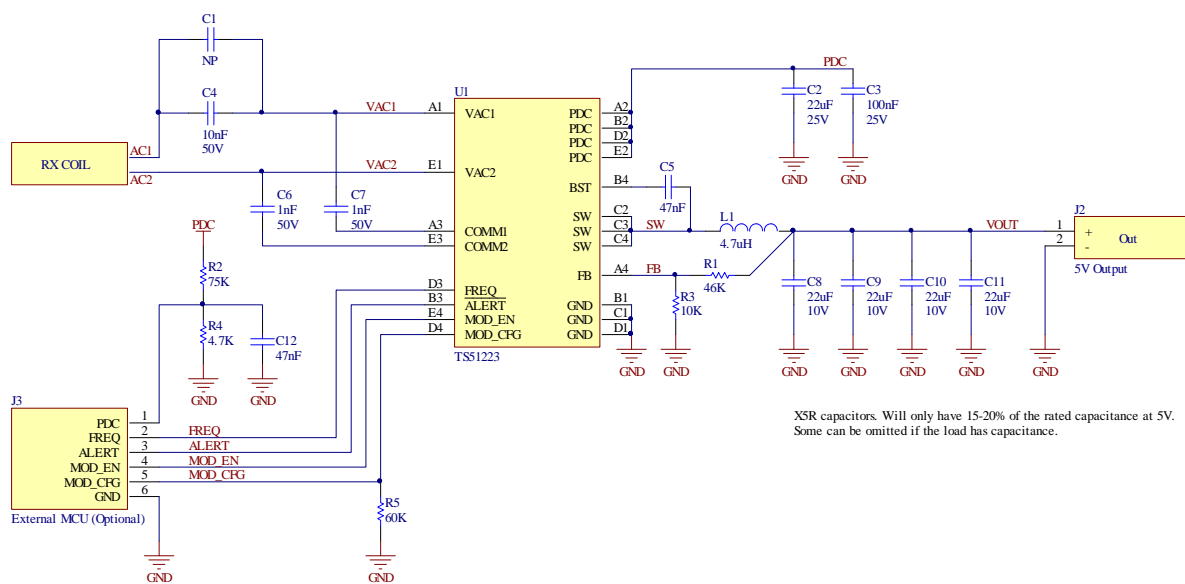 C1
NP
C4
10nF
50V
RX COIL
AC1
AC2
VAC1
VAC2
A1
E1
C6
1nF
50V
C7
1nF
50V
A3
E3
U1
VAC1
VAC2
COMM1
COMM2
FREQ
ALERT
MOD_EN
MOD_CFG
TS51223
D3
B3
E4
D4
PDC
PDC
PDC
PDC
BST
SW
SW
SW
FB
GND
GND
GND
A2
B2
D2
E2
B4
C2
C3
C4
A4
B1
C1
D1
GND
PDC
C2
22uF
25V
GND
C3
100nF
25V
GND
C5
47nF
SW
L1
4.7uH
FB
R1
46K
R3
10K
GND
VOUT
C8
22uF
10V
GND
C9
22uF
10V
GND
C10
22uF
10V
GND
C11
22uF
10V
GND
J2
1
2
+
-
Out
5V Output
GND
PDC
R2
75K
R4
4.7K
GND
C12
47nF
GND
J3
PDC
FREQ
ALERT
MOD_EN
MOD_CFG
GND
1
2
3
4
5
6
External MCU (Optional)
FREQ
ALERT
MOD_EN
MOD_CFG
GND
R5
60K
GND
X5R capacitors. Will only have 15-20% of the rated capacitance at 5V.
Some can be omitted if the load has capacitance.